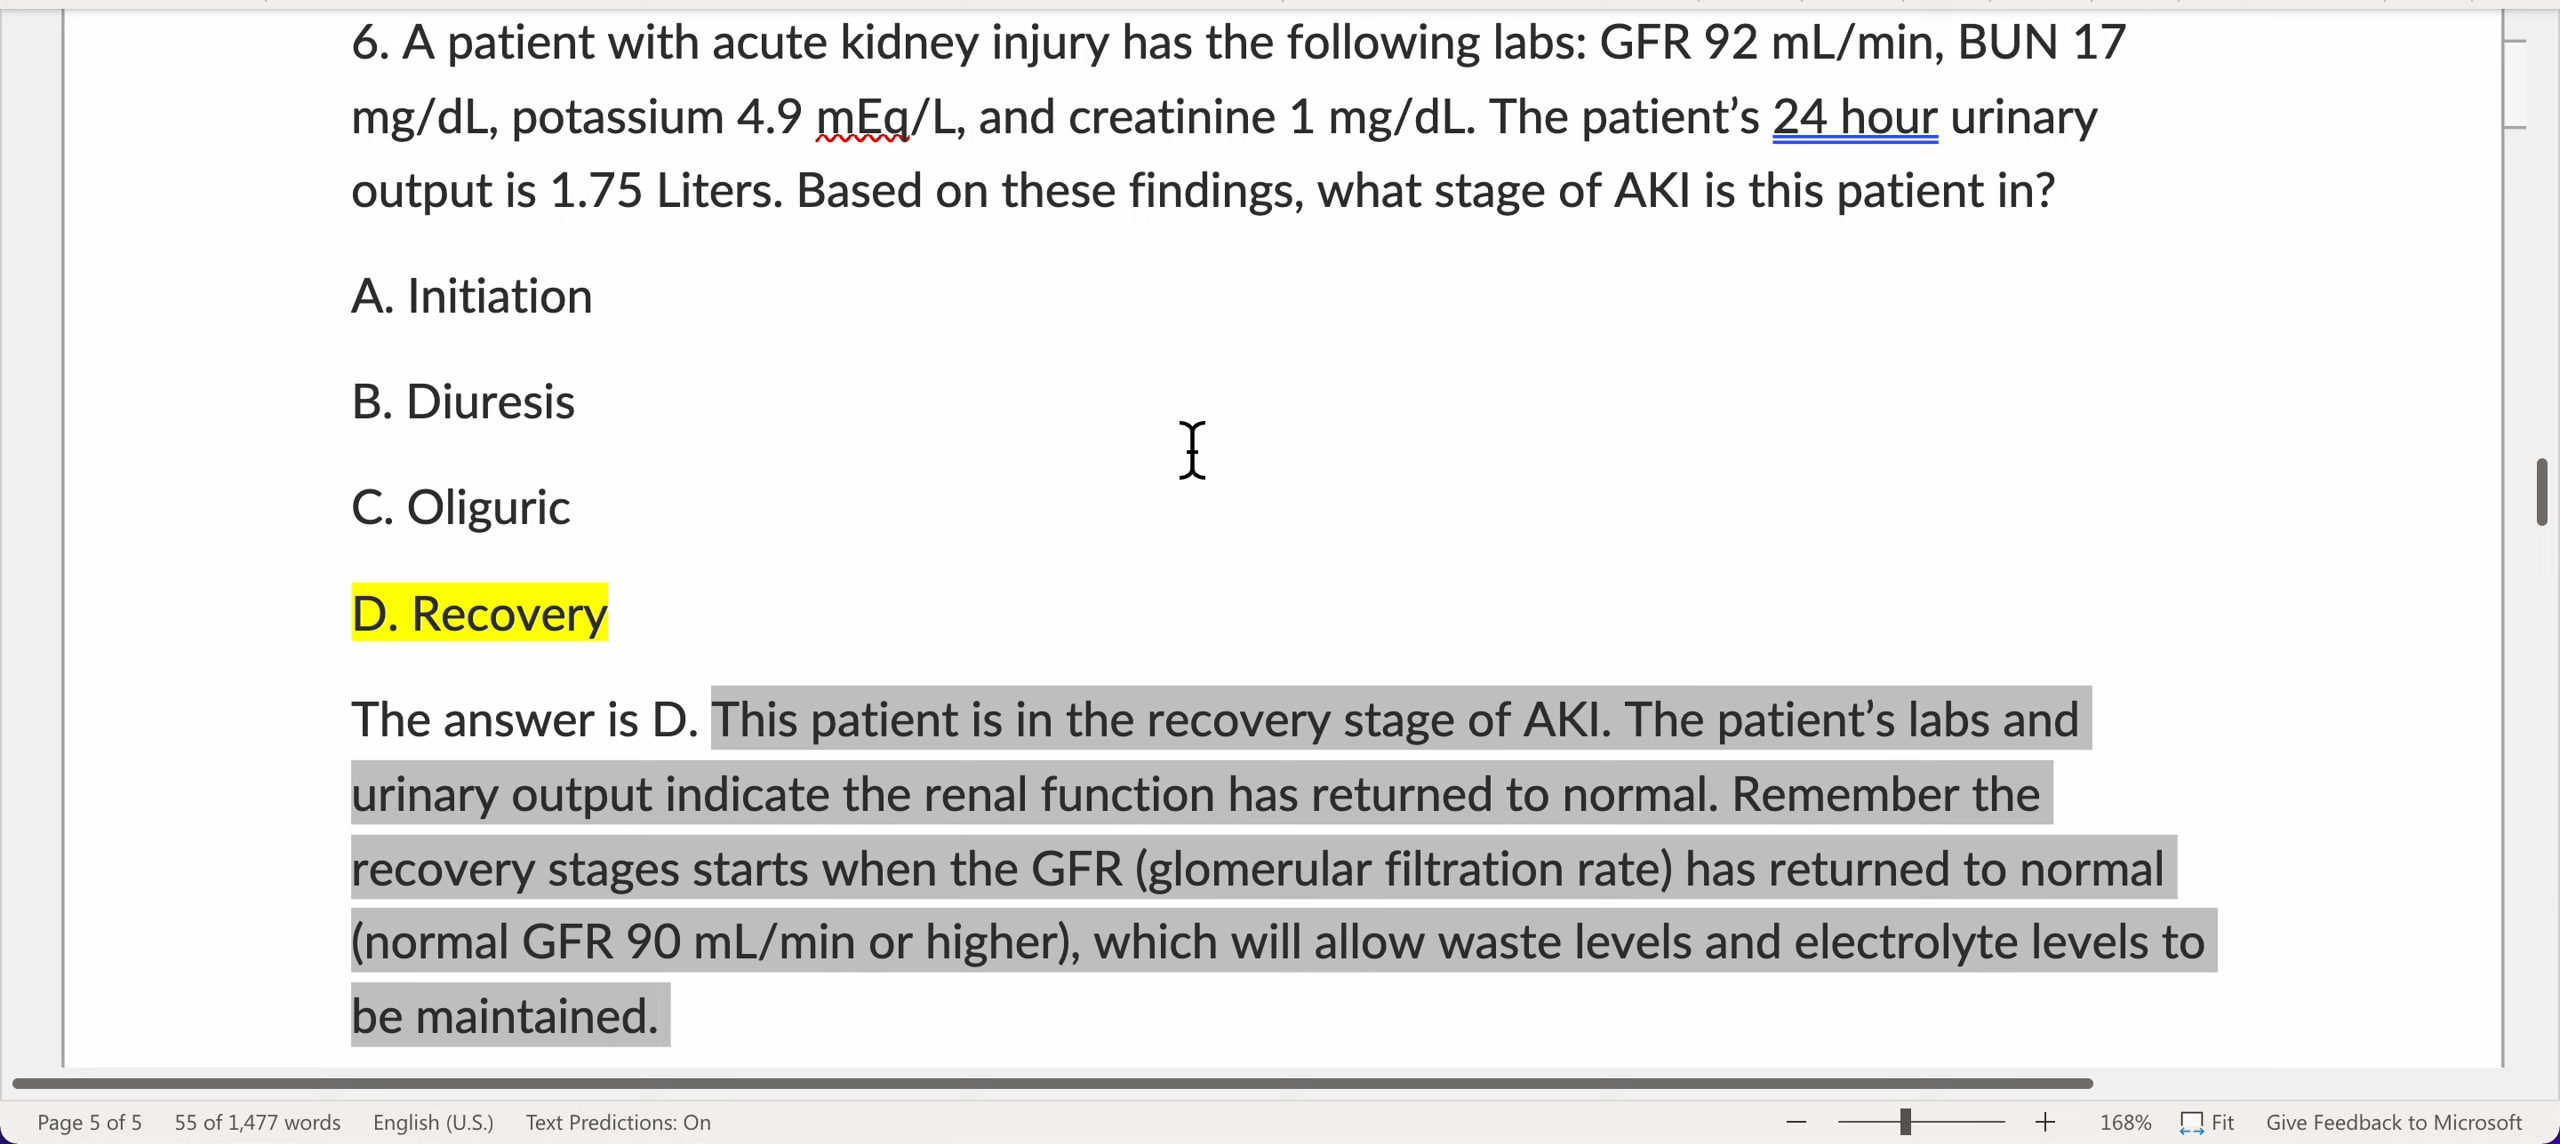 6. A patient with acute kidney injury has the following labs: GFR 92 mL/min, BUN 17
mg/dL, potassium 4.9 mEq/L, and creatinine 1 mg/dL. The patient’s 24 hour urinary
output is 1.75 Liters. Based on these findings, what stage of AKI is this patient in?
A. Initiation
B. Diuresis
C. Oliguric
D. Recovery
The answer is D. This patient is in the recovery stage of AKI. The patient’s labs and
urinary output indicate the renal function has returned to normal. Remember the
recovery stages starts when the GFR (glomerular filtration rate) has returned to normal
(normal GFR 90 mL/min or higher), which will allow waste levels and electrolyte levels to
be maintained.
Page 5 of 5 55 of 1,477 words English (U.S.) Text Predictions: On 168% Fit Give Feedback to Microsoft